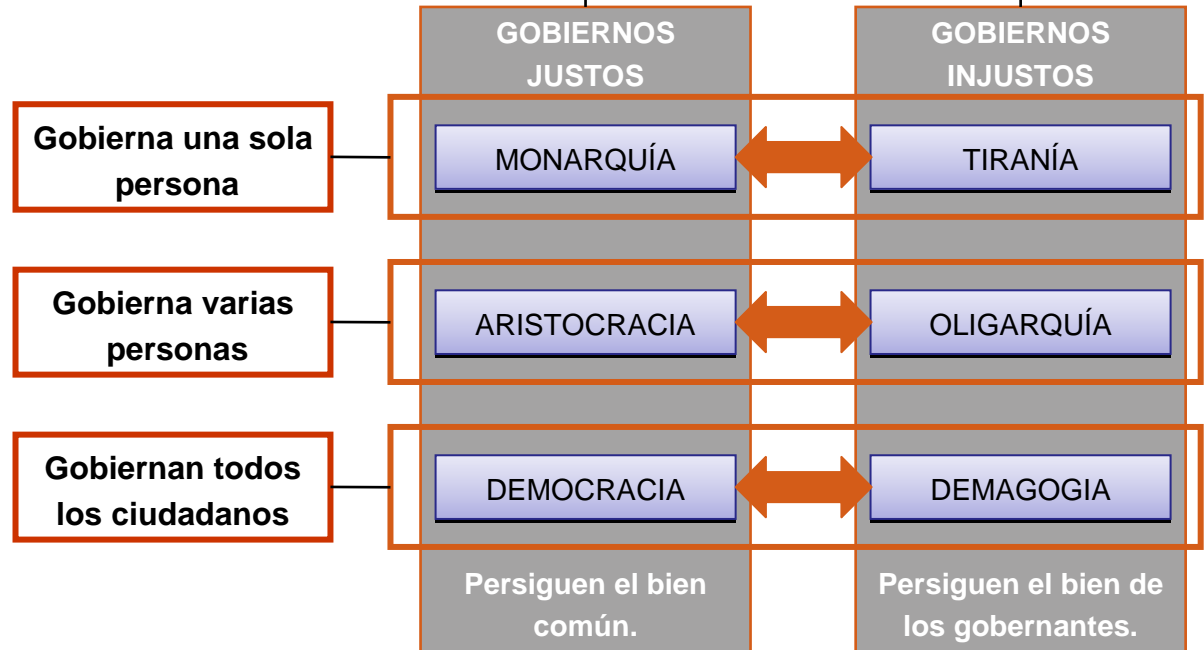 GOBIERNOS
JUSTOS
GOBIERNOS
INJUSTOS
Gobierna una sola
persona
MONARQUÍA
TIRANÍA
Gobierna varias
personas
ARISTOCRACIA
OLIGARQUÍA
Gobiernan todos
los ciudadanos
DEMOCRACIA
DEMAGOGIA
Persiguen el bien
común.
Persiguen el bien de
los gobernantes.